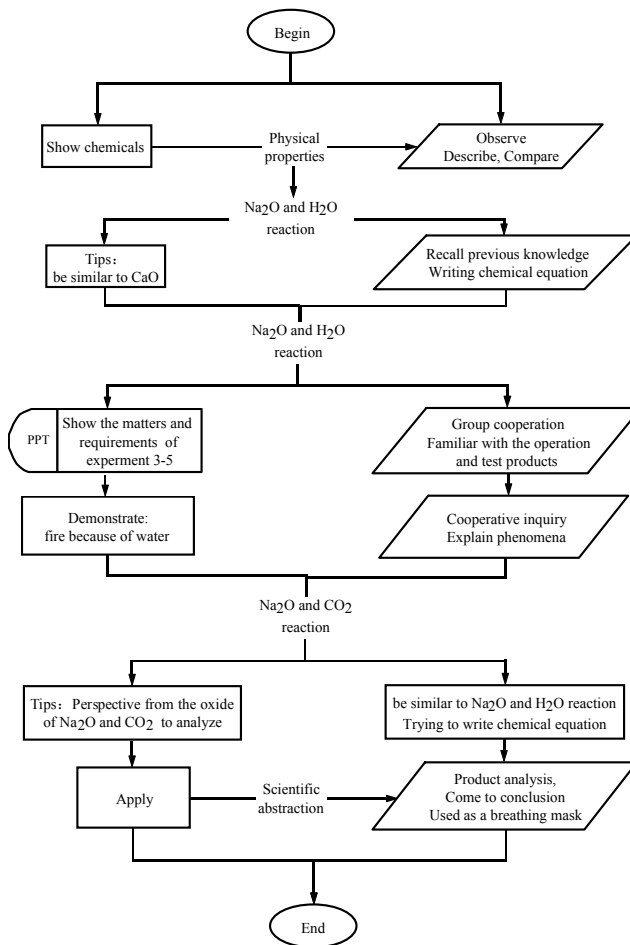 Begin
Show chemicals
Physical
properties
Observe
Describe, Compare
Na2O and H2O
reaction
Tips：
be similar to CaO
Recall previous knowledge
Writing chemical equation
Na2O and H2O
reaction
PPT
Show the matters and
requirements of
experment 3-5
Group cooperation
Familiar with the operation
and test products
Demonstrate:
fire because of water
Cooperative inquiry
Explain phenomena
Na2O and CO2
reaction
Tips：Perspective from the oxide
of Na2O and CO2 to analyze
be similar to Na2O and H2O reaction
Trying to write chemical equation
Apply
Scientific
abstraction
Product analysis,
Come to conclusion
Used as a breathing mask
End